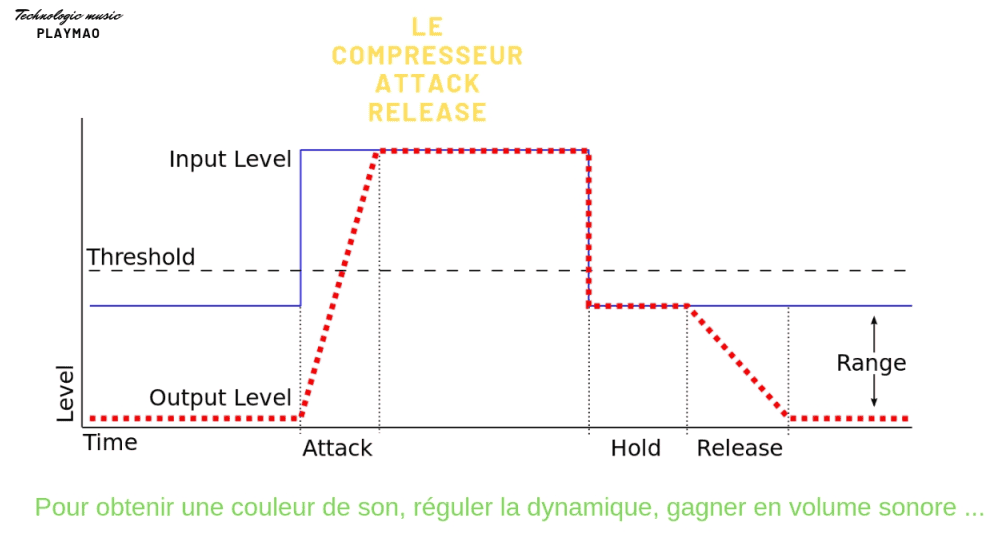 Technologic music
PLAYMAO
LE
COMPRESSEUR
ATTACK
RELEASE
Input Level
Threshold
Range
Output Level
Level
Time
Attack
Hold
Release
Pour obtenir une couleur de son, réguler la dynamique, gagner en volume sonore ...